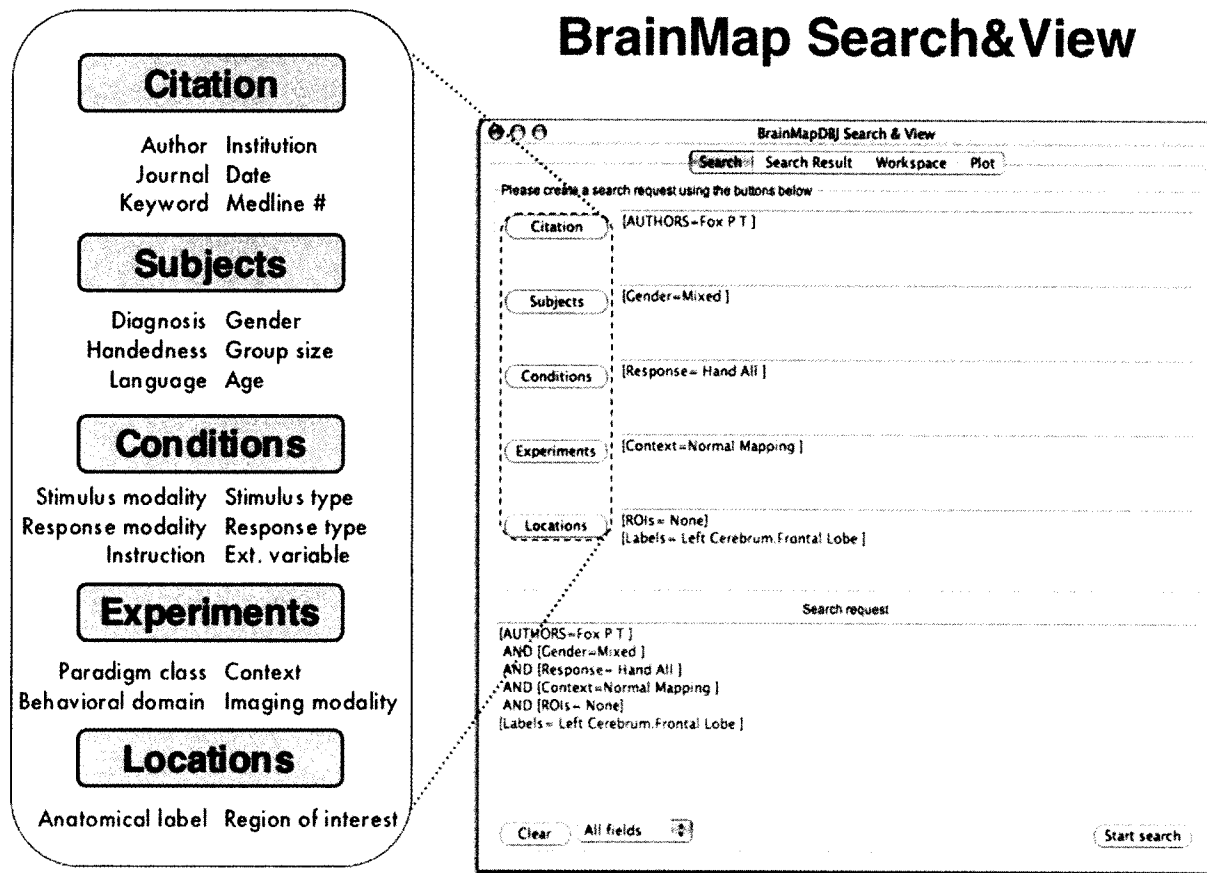 BrainMap Search&View
Citation
Author Institution
Journal Date
Keyword Medline #
Subjects
Diagnosis Gender
Handedness Group size
Language Age
Conditions
Stimulus modality Stimulus type
Response modality Response type
Instruction Ext. variable
Experiments
Paradigm class Context
Behavioral domain Imaging modality
Locations
Anatomical label Region of interest
BrainMapDBJ Search & View
Search Search Result Workspace Plot
Please create a search request using the buttons below
Citation [AUTHORS=Fox P T ]
Subjects [Gender=Mixed ]
Conditions [Response= Hand All ]
Experiments [Context=Normal Mapping ]
Locations [ROIs= None]
[Labels= Left Cerebrum.Frontal Lobe ]
Search request
[AUTHORS=Fox P T ]
AND [Gender=Mixed ]
AND [Response= Hand All ]
AND [Context=Normal Mapping ]
AND [ROIs= None]
[Labels= Left Cerebrum.Frontal Lobe ]
Clear All fields Start search